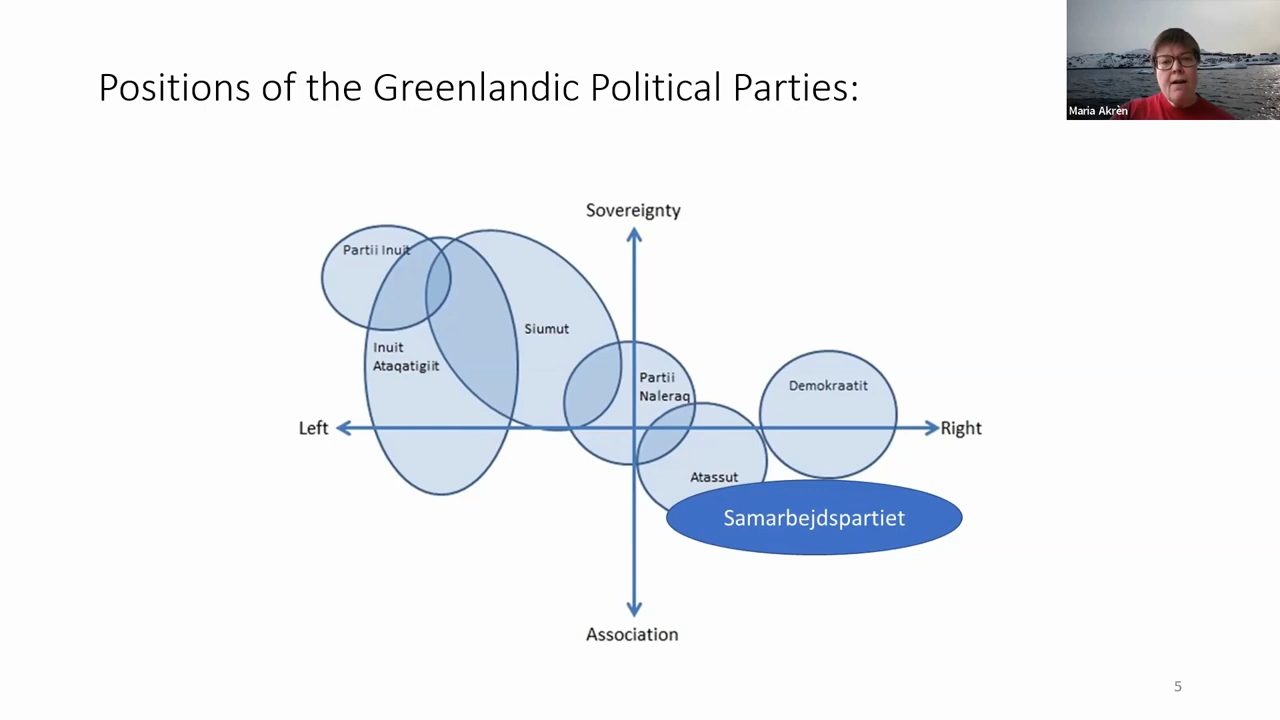 Maria Akrèn
Positions of the Greenlandic Political Parties:
Sovereignty
Partii Inuit
Siumut
Inuit
Ataqatigiit
Partii
Naleraq
Demokraatit
Left
Right
Atassut
Samarbejdspartiet
Association
5